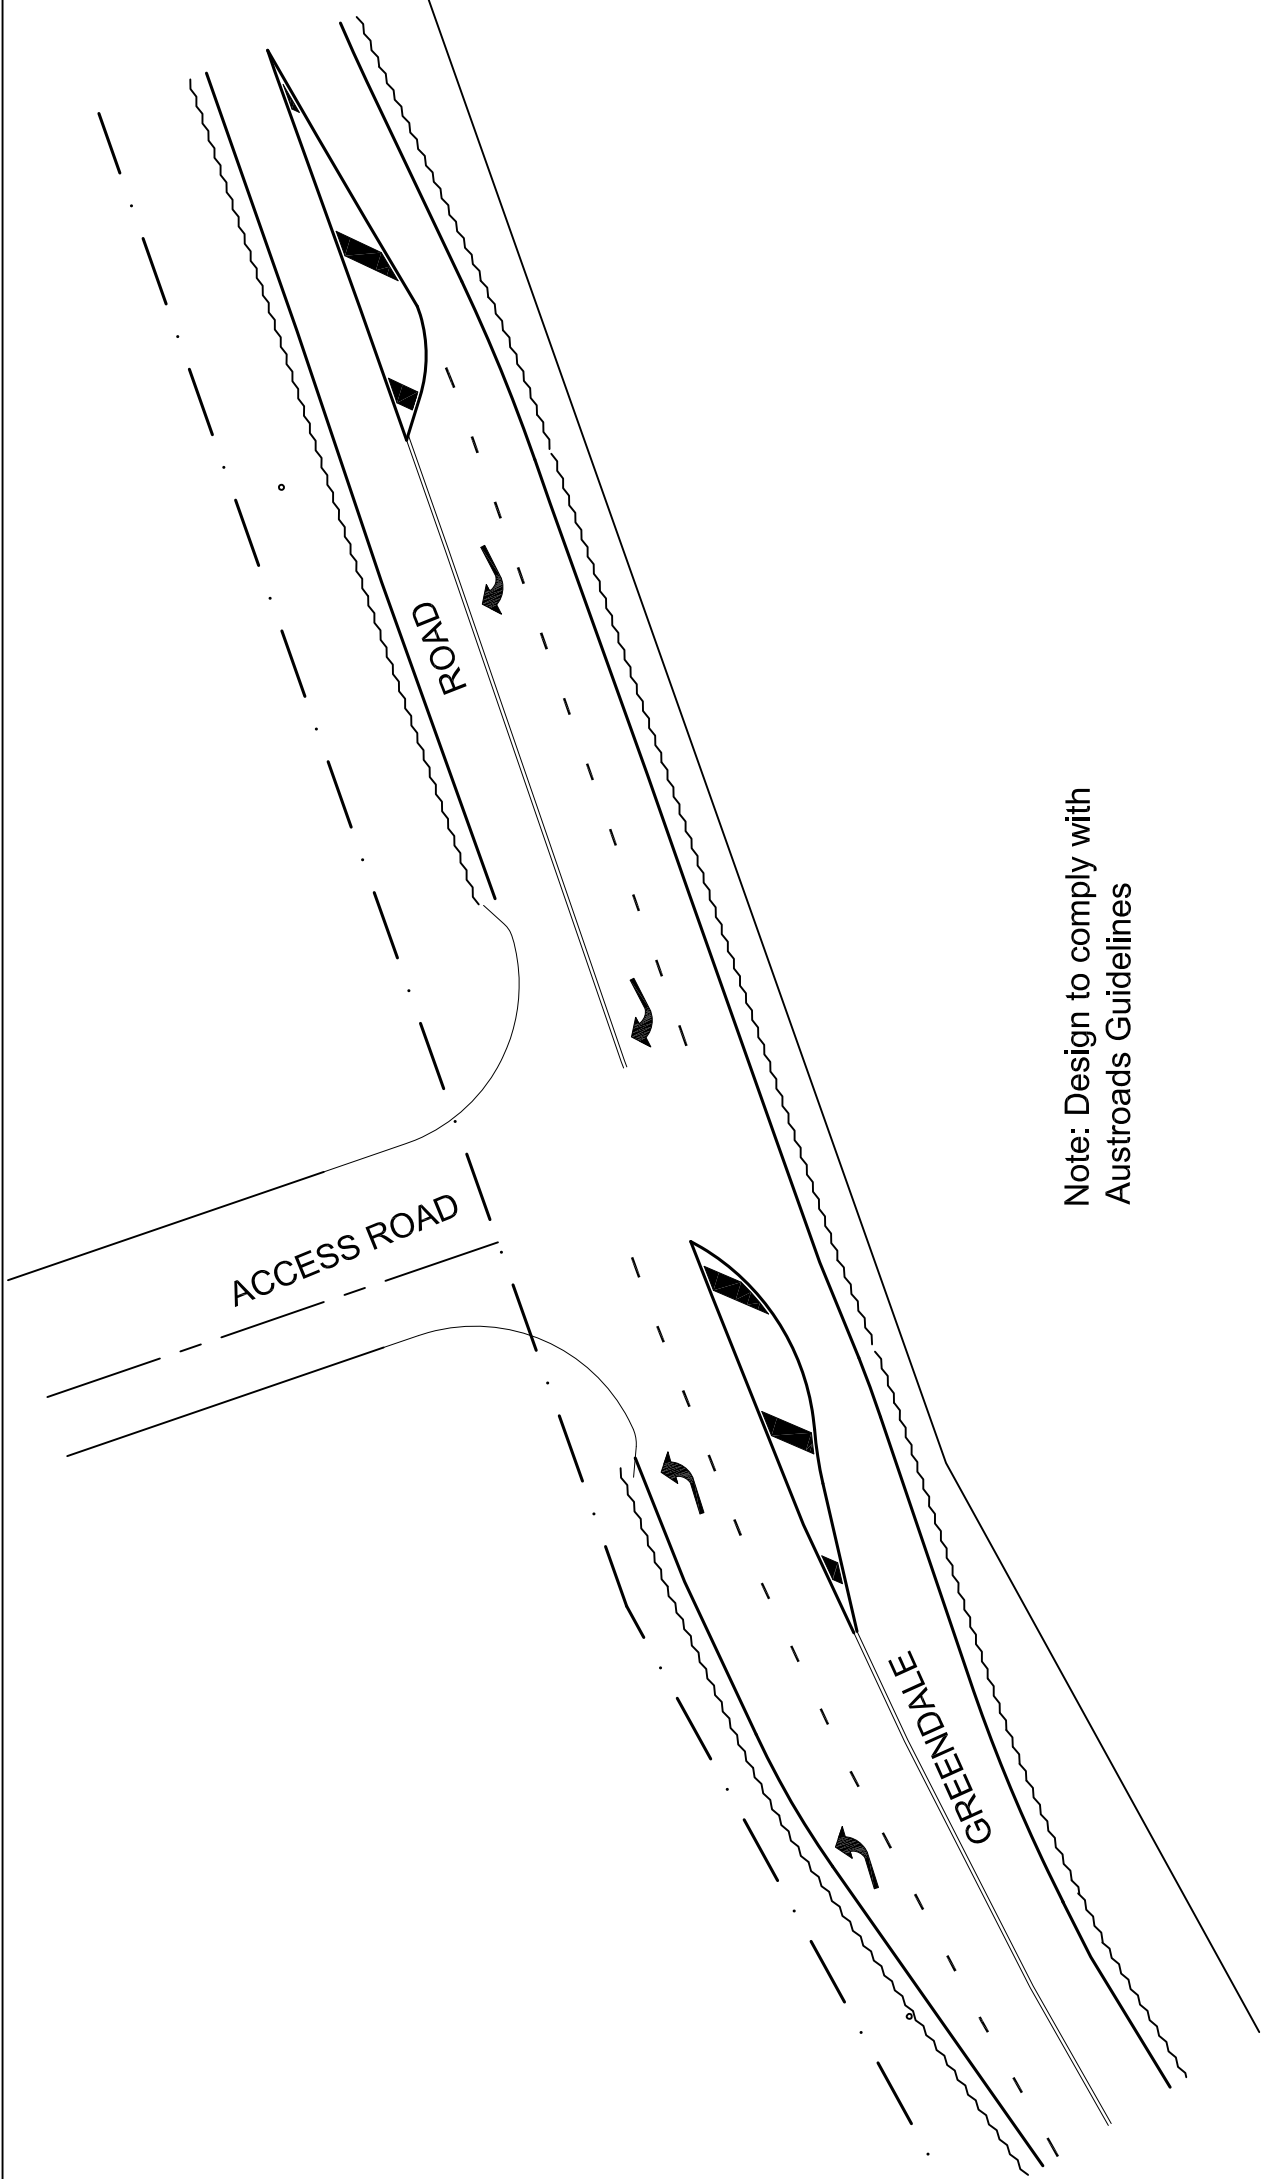 GREENDALE
ROAD
ACCESS ROAD
Note: Design to comply with
Austroads Guidelines